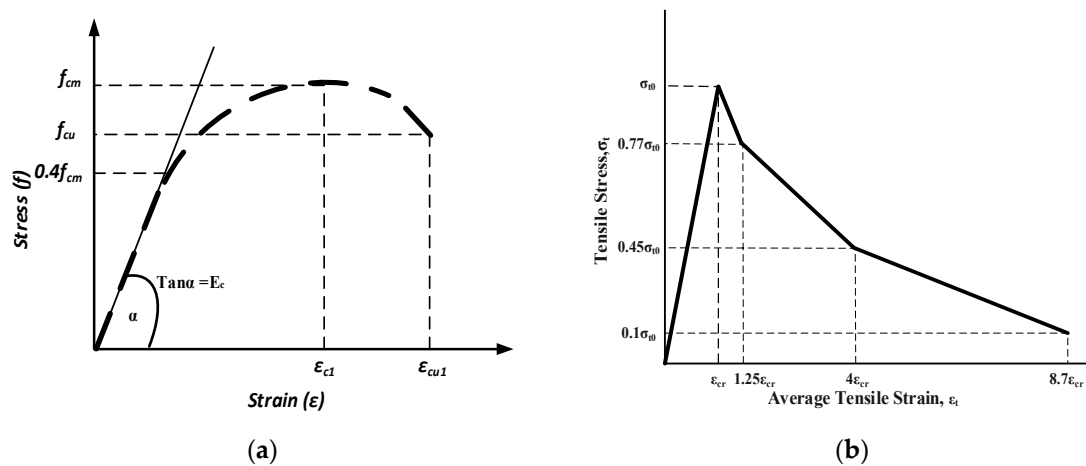 f_cm
f_cu
0.4f_cm
Stress (f)
Tanα =E_c
α
ε_c1
ε_cu1
Strain (ε)
(a)
σ_t0
0.77σ_t0
0.45σ_t0
0.1σ_t0
Tensile Stress,σ_t
ε_cr
1.25ε_cr
4ε_cr
8.7ε_cr
Average Tensile Strain, ε_t
(b)